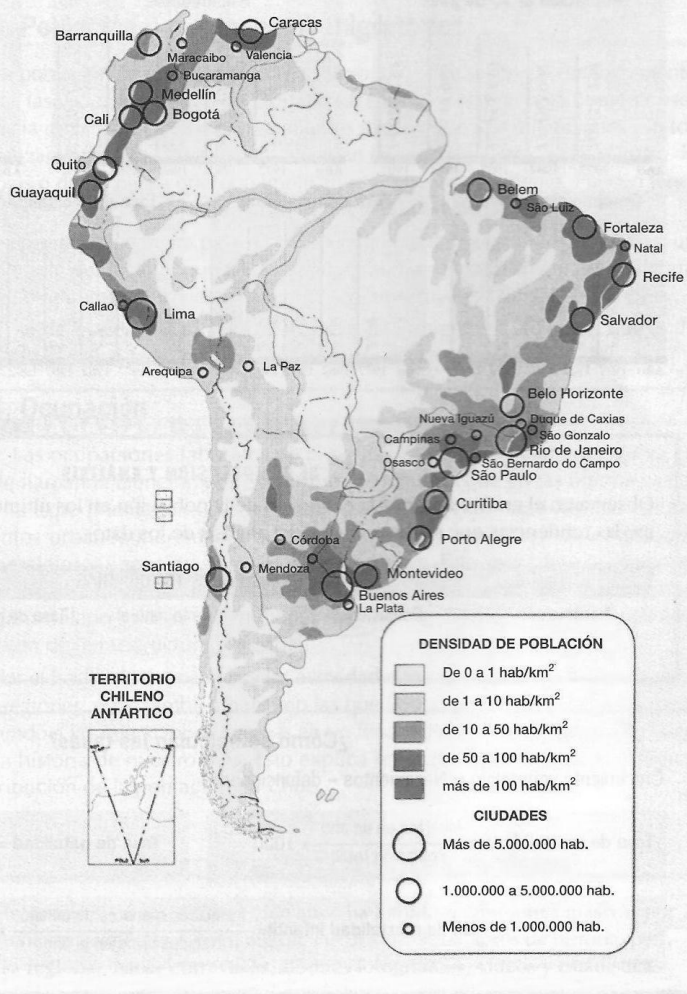 Caracas
Barranquilla
Maracaibo
Valencia
Bucaramanga
Medellín
Cali
Bogotá
Quito
Guayaquil
Belem
São Luiz
Fortaleza
Natal
Recife
Callao
Lima
Salvador
Arequipa
La Paz
Belo Horizonte
Nueva Iguazú
Duque de Caxias
São Gonzalo
Campinas
Rio de Janeiro
Osasco
São Bernardo do Campo
São Paulo
Curitiba
Córdoba
Porto Alegre
Santiago
Mendoza
Montevideo
Buenos Aires
La Plata
TERRITORIO
CHILENO
ANTÁRTICO
DENSIDAD DE POBLACIÓN
De 0 a 1 hab/km²
de 1 a 10 hab/km²
de 10 a 50 hab/km²
de 50 a 100 hab/km²
más de 100 hab/km²
CIUDADES
Más de 5.000.000 hab.
1.000.000 a 5.000.000 hab.
Menos de 1.000.000 hab.